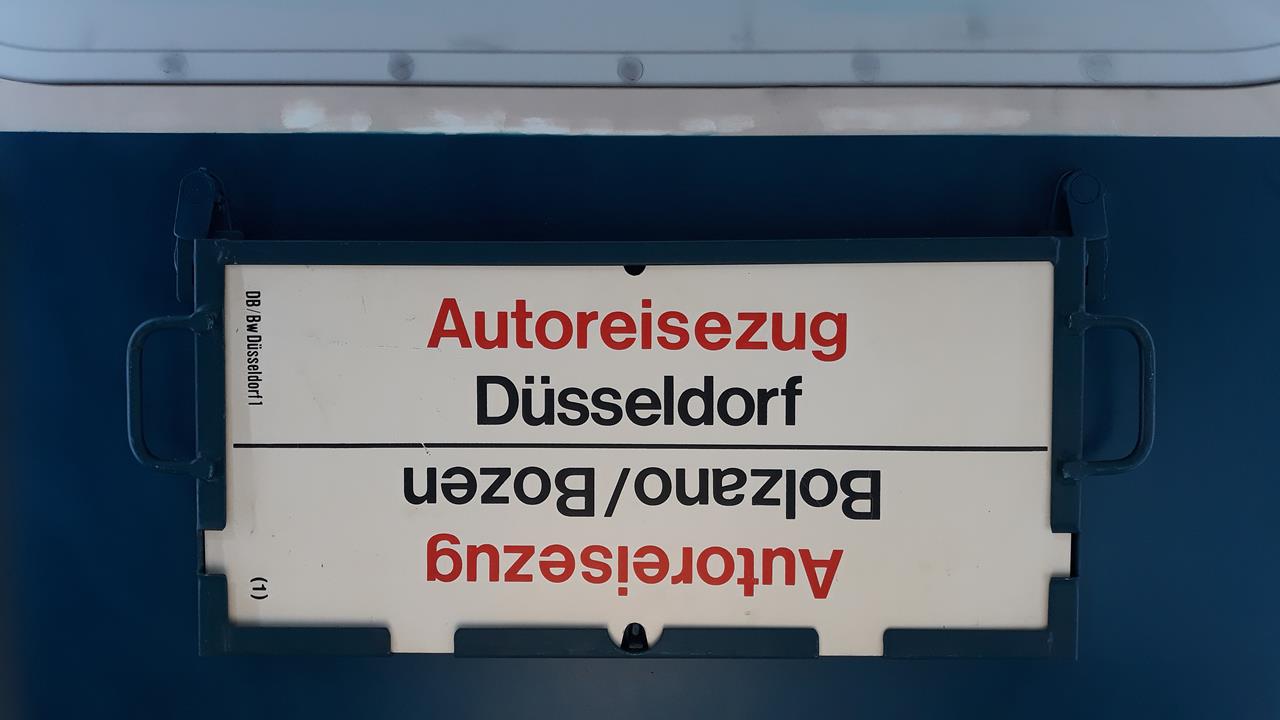 Autoreisezug
Düsseldorf
Bolzano/Bozen
Autoreisezug
DB/Bw Düsseldorf 1
(1)